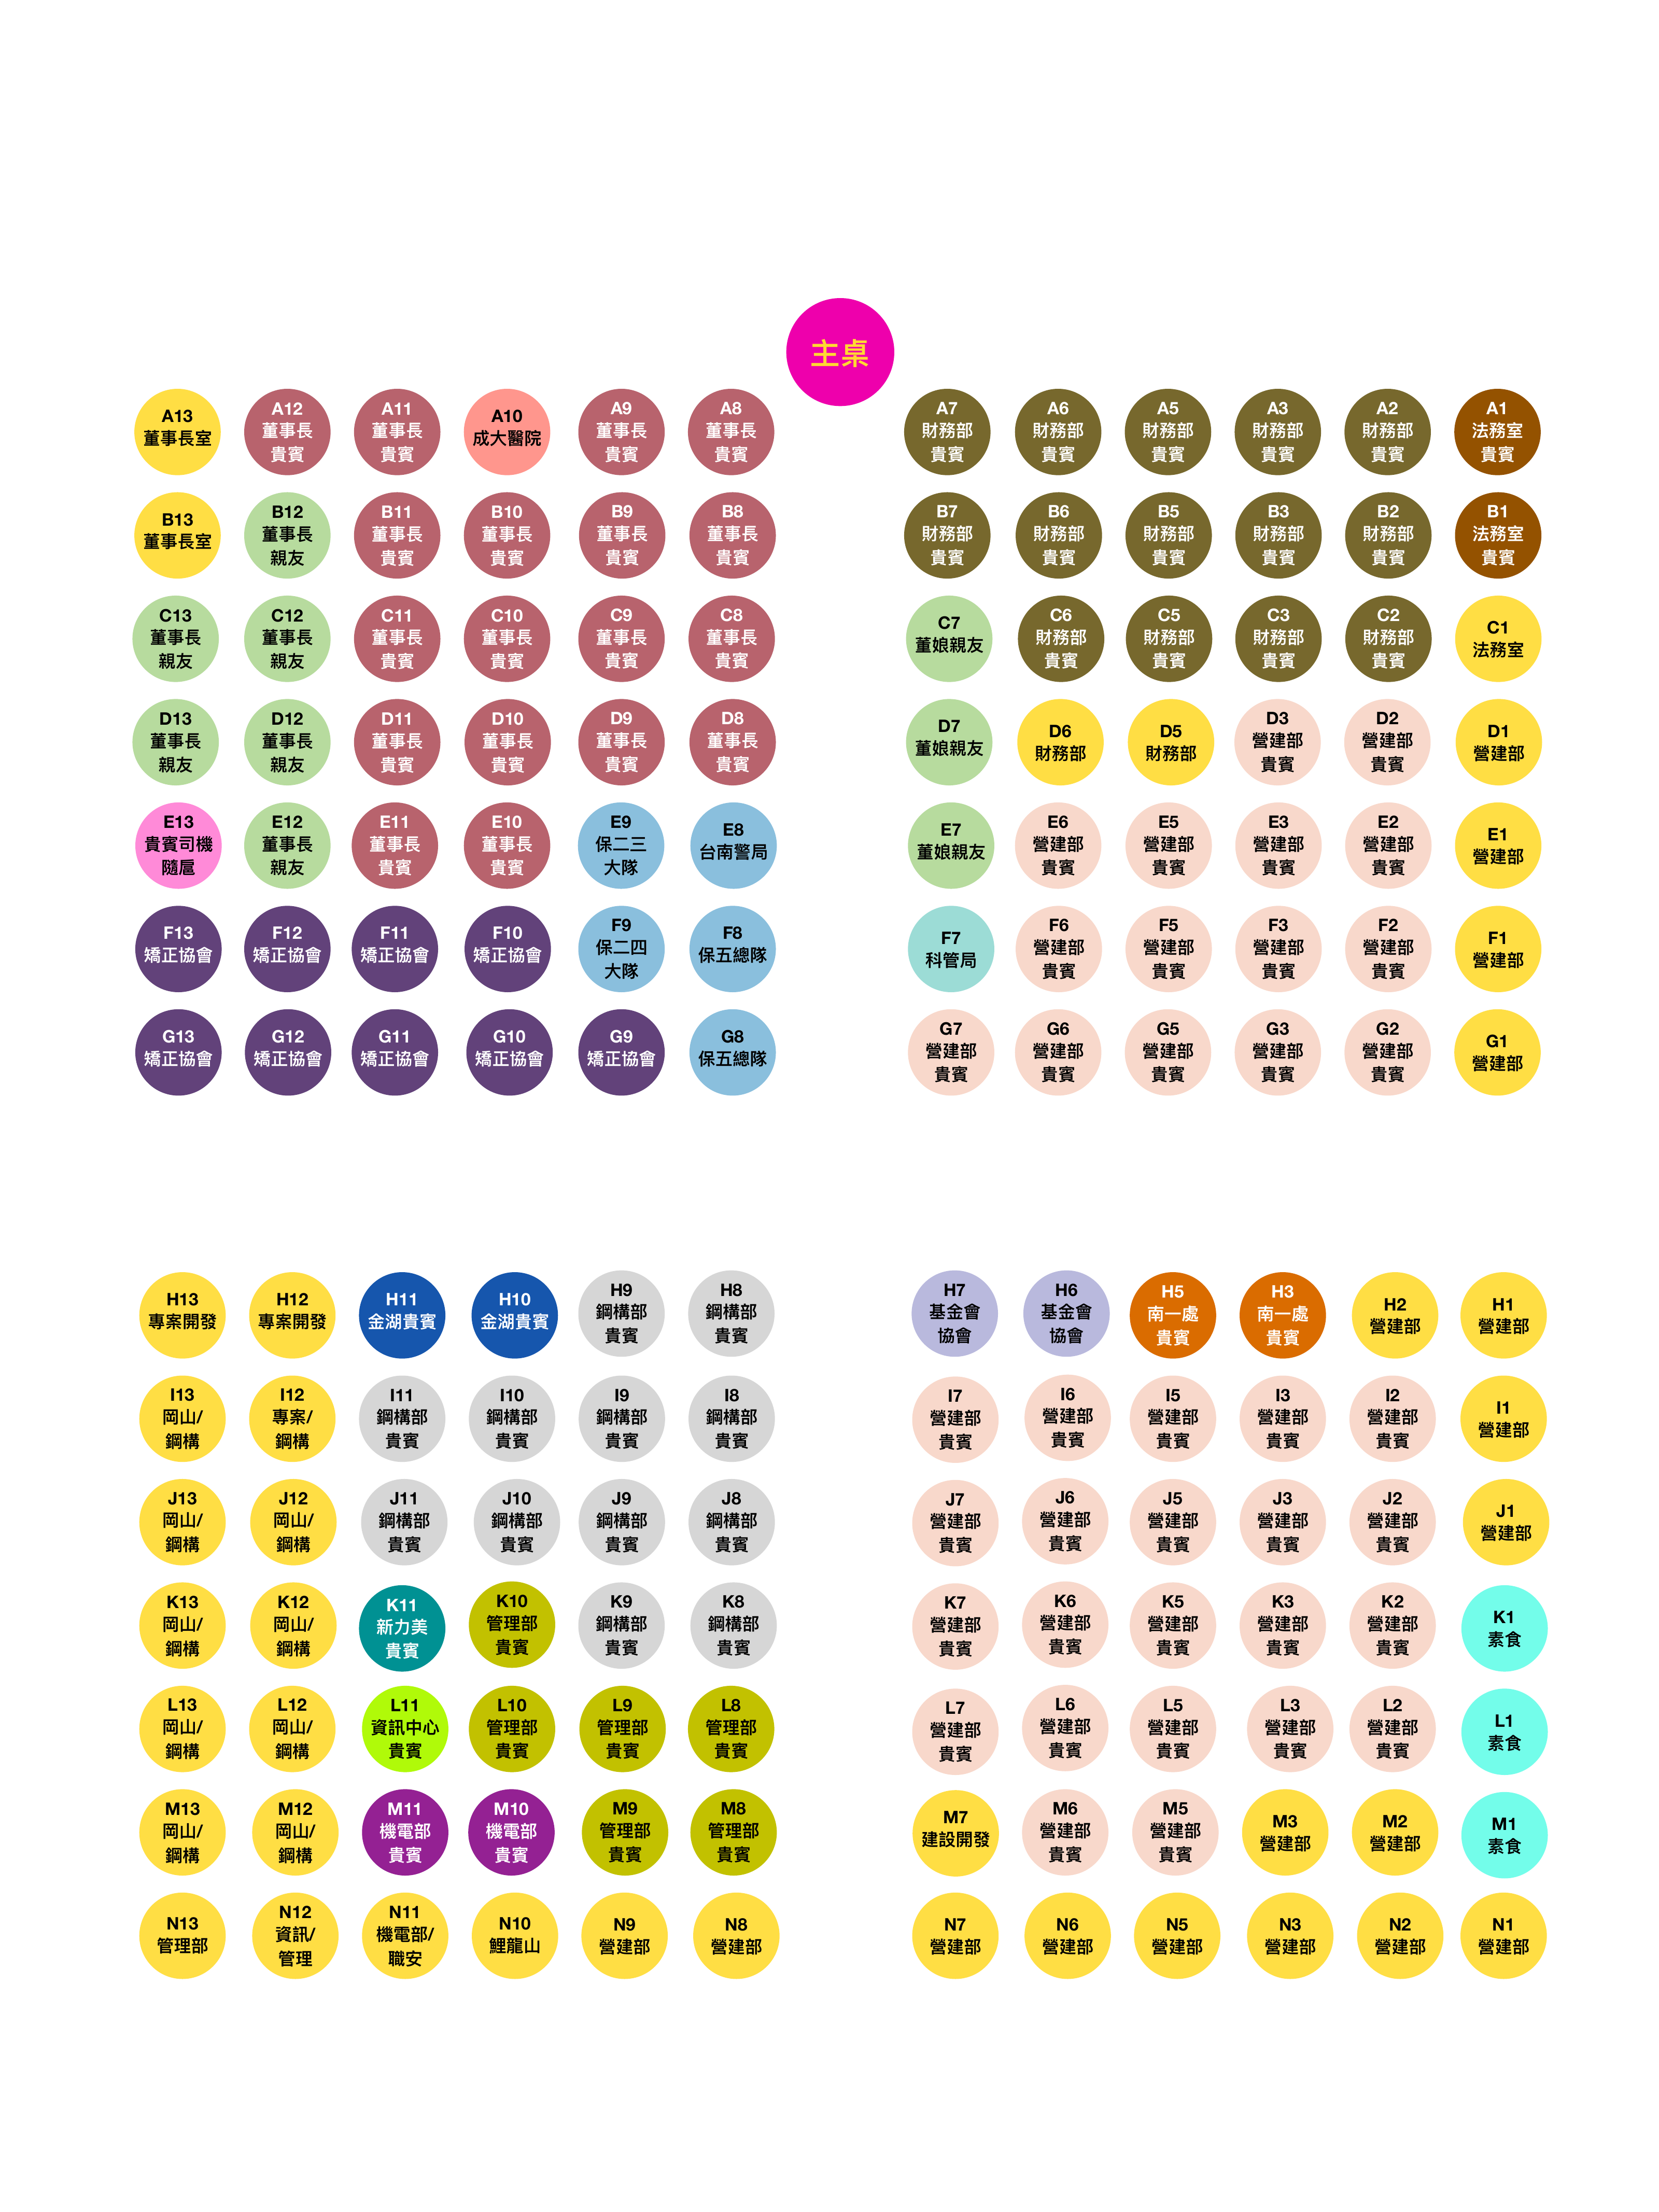 主桌
A13
董事長室
A12
董事長
貴賓
A11
董事長
貴賓
A10
成大醫院
A9
董事長
貴賓
A8
董事長
貴賓
A7
財務部
貴賓
A6
財務部
貴賓
A5
財務部
貴賓
A3
財務部
貴賓
A2
財務部
貴賓
A1
法務室
貴賓
B13
董事長室
B12
董事長
親友
B11
董事長
貴賓
B10
董事長
貴賓
B9
董事長
貴賓
B8
董事長
貴賓
B7
財務部
貴賓
B6
財務部
貴賓
B5
財務部
貴賓
B3
財務部
貴賓
B2
財務部
貴賓
B1
法務室
貴賓
C13
董事長
親友
C12
董事長
親友
C11
董事長
貴賓
C10
董事長
貴賓
C9
董事長
貴賓
C8
董事長
貴賓
C7
董娘親友
C6
財務部
貴賓
C5
財務部
貴賓
C3
財務部
貴賓
C2
財務部
貴賓
C1
法務室
D13
董事長
親友
D12
董事長
親友
D11
董事長
貴賓
D10
董事長
貴賓
D9
董事長
貴賓
D8
董事長
貴賓
D7
董娘親友
D6
財務部
D5
財務部
D3
營建部
貴賓
D2
營建部
貴賓
D1
營建部
E13
貴賓司機
隨扈
E12
董事長
親友
E11
董事長
貴賓
E10
董事長
貴賓
E9
保二三
大隊
E8
台南警局
E7
董娘親友
E6
營建部
貴賓
E5
營建部
貴賓
E3
營建部
貴賓
E2
營建部
貴賓
E1
營建部
F13
矯正協會
F12
矯正協會
F11
矯正協會
F10
矯正協會
F9
保二四
大隊
F8
保五總隊
F7
科管局
F6
營建部
貴賓
F5
營建部
貴賓
F3
營建部
貴賓
F2
營建部
貴賓
F1
營建部
G13
矯正協會
G12
矯正協會
G11
矯正協會
G10
矯正協會
G9
矯正協會
G8
保五總隊
G7
營建部
貴賓
G6
營建部
貴賓
G5
營建部
貴賓
G3
營建部
貴賓
G2
營建部
貴賓
G1
營建部
H13
專案開發
H12
專案開發
H11
金湖貴賓
H10
金湖貴賓
H9
鋼構部
貴賓
H8
鋼構部
貴賓
H7
基金會
協會
H6
基金會
協會
H5
南一處
貴賓
H3
南一處
貴賓
H2
營建部
H1
營建部
I13
岡山/
鋼構
I12
專案/
鋼構
I11
鋼構部
貴賓
I10
鋼構部
貴賓
I9
鋼構部
貴賓
I8
鋼構部
貴賓
I7
營建部
貴賓
I6
營建部
貴賓
I5
營建部
貴賓
I3
營建部
貴賓
I2
營建部
貴賓
I1
營建部
J13
岡山/
鋼構
J12
岡山/
鋼構
J11
鋼構部
貴賓
J10
鋼構部
貴賓
J9
鋼構部
貴賓
J8
鋼構部
貴賓
J7
營建部
貴賓
J6
營建部
貴賓
J5
營建部
貴賓
J3
營建部
貴賓
J2
營建部
貴賓
J1
營建部
K13
岡山/
鋼構
K12
岡山/
鋼構
K11
新力美
貴賓
K10
管理部
貴賓
K9
鋼構部
貴賓
K8
鋼構部
貴賓
K7
營建部
貴賓
K6
營建部
貴賓
K5
營建部
貴賓
K3
營建部
貴賓
K2
營建部
貴賓
K1
素食
L13
岡山/
鋼構
L12
岡山/
鋼構
L11
資訊中心
貴賓
L10
管理部
貴賓
L9
管理部
貴賓
L8
管理部
貴賓
L7
營建部
貴賓
L6
營建部
貴賓
L5
營建部
貴賓
L3
營建部
貴賓
L2
營建部
貴賓
L1
素食
M13
岡山/
鋼構
M12
岡山/
鋼構
M11
機電部
貴賓
M10
機電部
貴賓
M9
管理部
貴賓
M8
管理部
貴賓
M7
建設開發
M6
營建部
貴賓
M5
營建部
貴賓
M3
營建部
M2
營建部
M1
素食
N13
管理部
N12
資訊/
管理
N11
機電部/
職安
N10
鯉龍山
N9
營建部
N8
營建部
N7
營建部
N6
營建部
N5
營建部
N3
營建部
N2
營建部
N1
營建部